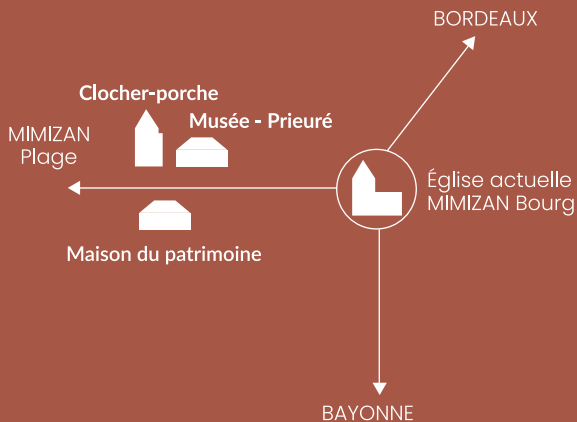 BORDEAUX
Clocher-porche
Musée - Prieuré
MIMIZAN
Plage
Église actuelle
MIMIZAN Bourg
Maison du patrimoine
BAYONNE